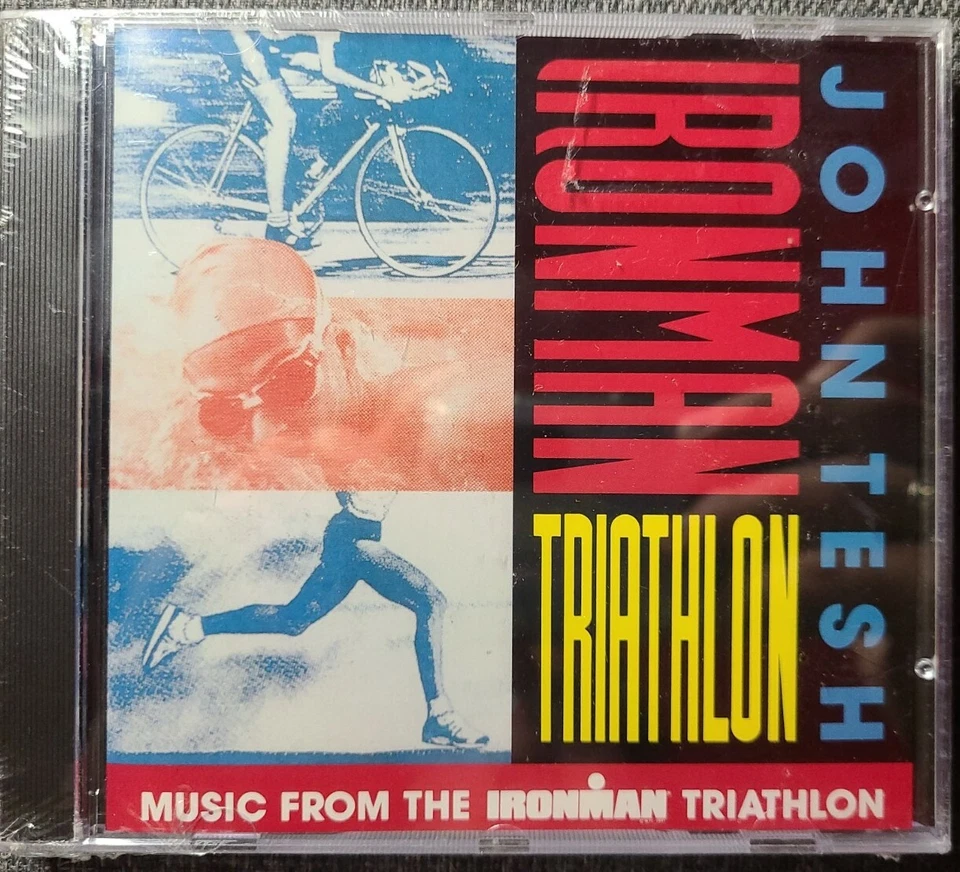 JOHN TESH
IRONMAN
TRIATHLON
MUSIC FROM THE IRONMAN TRIATHLON